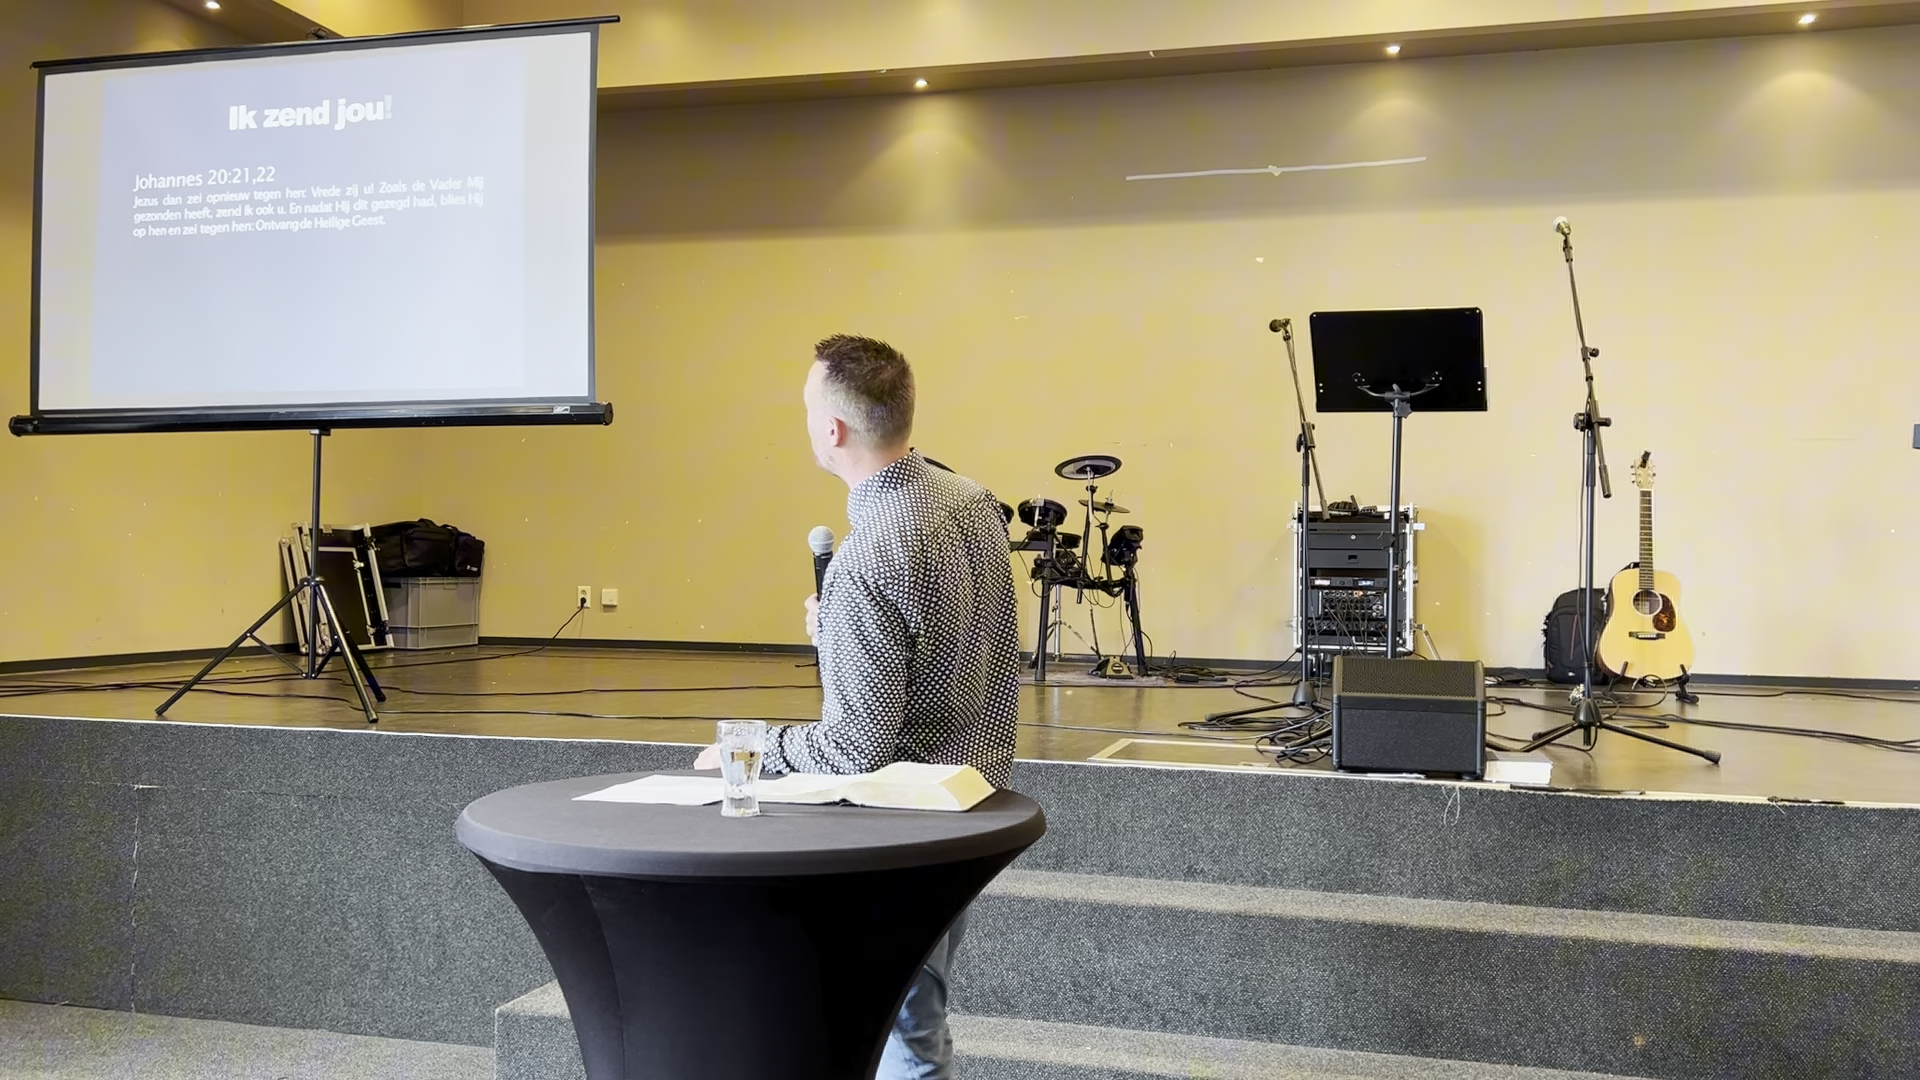 Ik zend jou!
Johannes 20:21,22
Jezus dan zei opnieuw tegen hen: Vrede zij u! Zoals de Vader Mij
gezonden heeft, zend Ik ook u. En nadat Hij dit gezegd had, blies Hij
op hen en zei tegen hen: Ontvang de Heilige Geest.